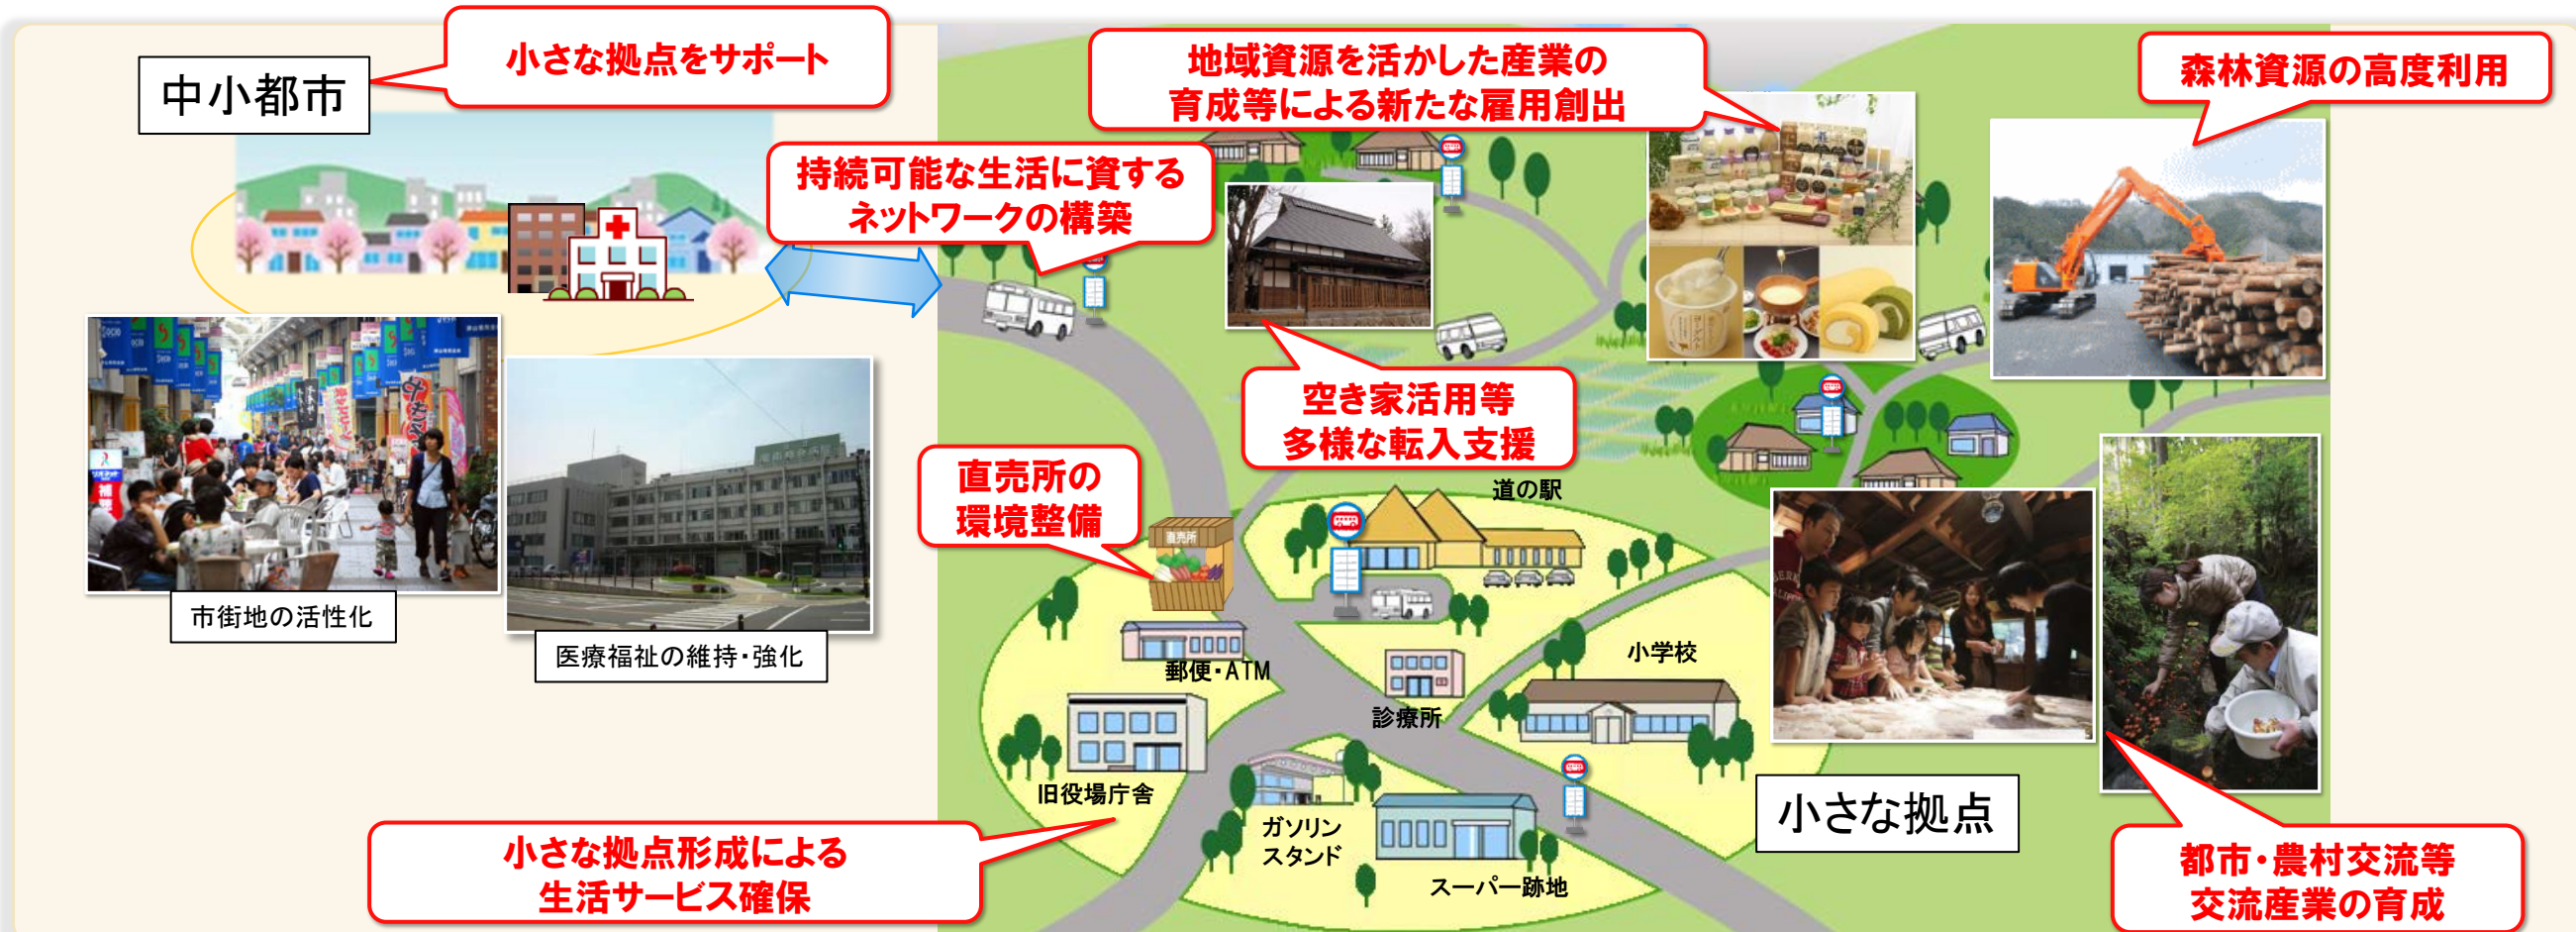 小さな拠点をサポート
中小都市
地域資源を活かした産業の
育成等による新たな雇用創出
森林資源の高度利用
持続可能な生活に資する
ネットワークの構築
空き家活用等
多様な転入支援
直売所の
環境整備
直売所
道の駅
市街地の活性化
医療福祉の維持・強化
郵便・ATM
小学校
診療所
旧役場庁舎
ガソリン
スタンド
スーパー跡地
小さな拠点
小さな拠点形成による
生活サービス確保
都市・農村交流等
交流産業の育成